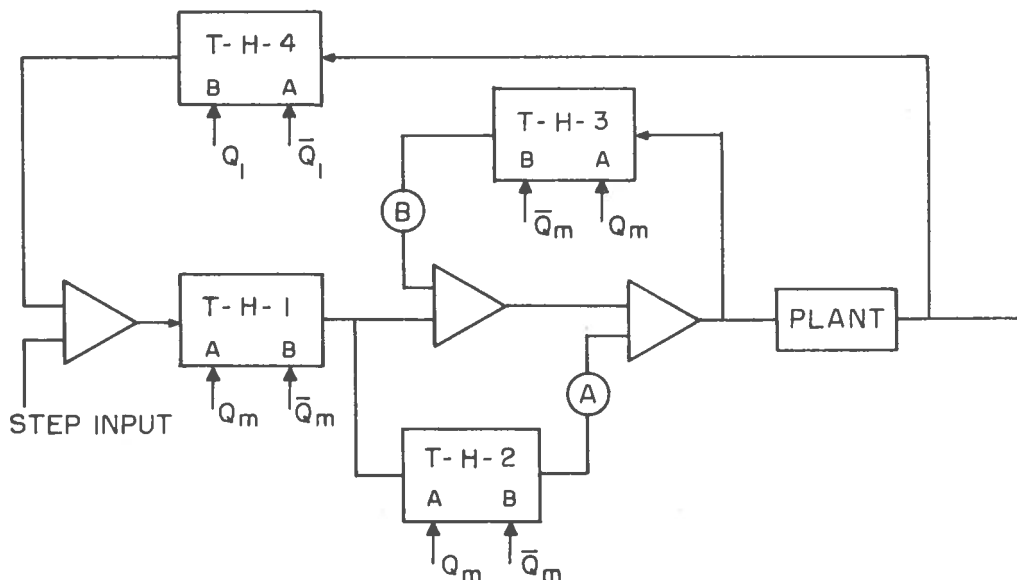 T-H-4
B A
Q₁ Q̄₁
T-H-3
B A
Q̄m Qm
B
T-H-1
A B
Qm Q̄m
STEP INPUT
PLANT
A
T-H-2
A B
Qm Q̄m